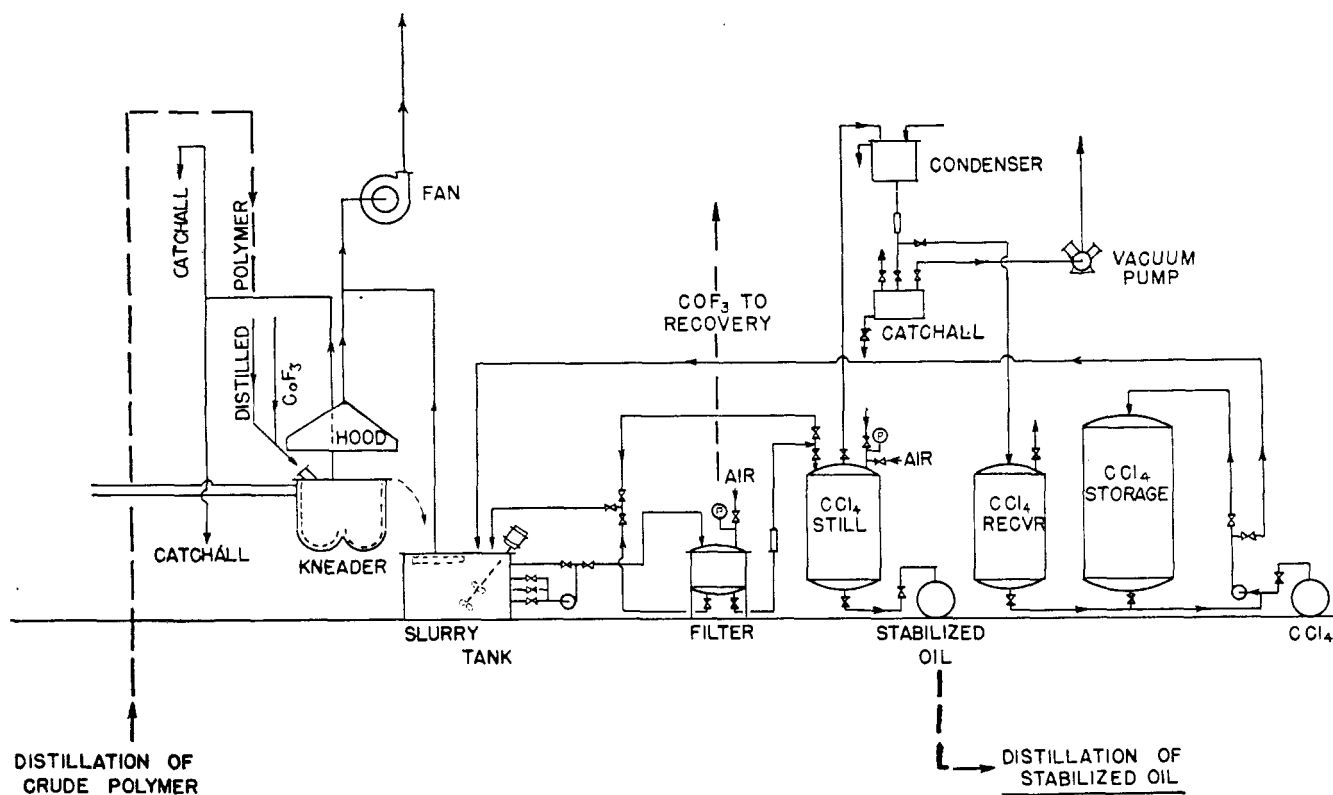 FAN
CATCHALL
POLYMER
DISTILLED
CoF3
HOOD
CATCHALL
KNEADER
CONDENSER
VACUUM
PUMP
CATCHALL
COF3 TO
RECOVERY
AIR
P
P
AIR
CCl4
STILL
CCl4
RECVR
CCl4
STORAGE
SLURRY
TANK
FILTER
STABILIZED
OIL
CCl4
DISTILLATION OF
CRUDE POLYMER
DISTILLATION OF
STABILIZED OIL